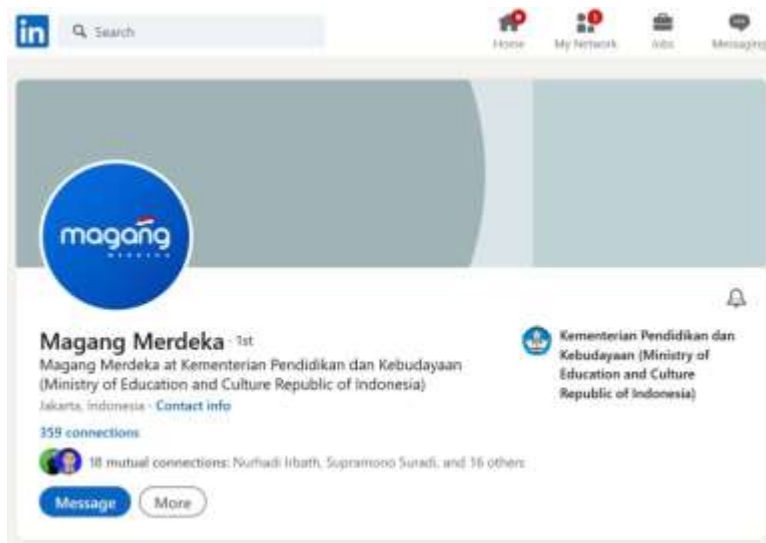 in Search Home My Network Jobs Messaging
magang
MERDEKA
Magang Merdeka · 1st
Magang Merdeka at Kementerian Pendidikan dan Kebudayaan
(Ministry of Education and Culture Republic of Indonesia)
Jakarta, Indonesia · Contact info
359 connections
18 mutual connections: Nurhadi Irbath, Supramono Suradi, and 16 others
Message More
Kementerian Pendidikan dan
Kebudayaan (Ministry of
Education and Culture
Republic of Indonesia)